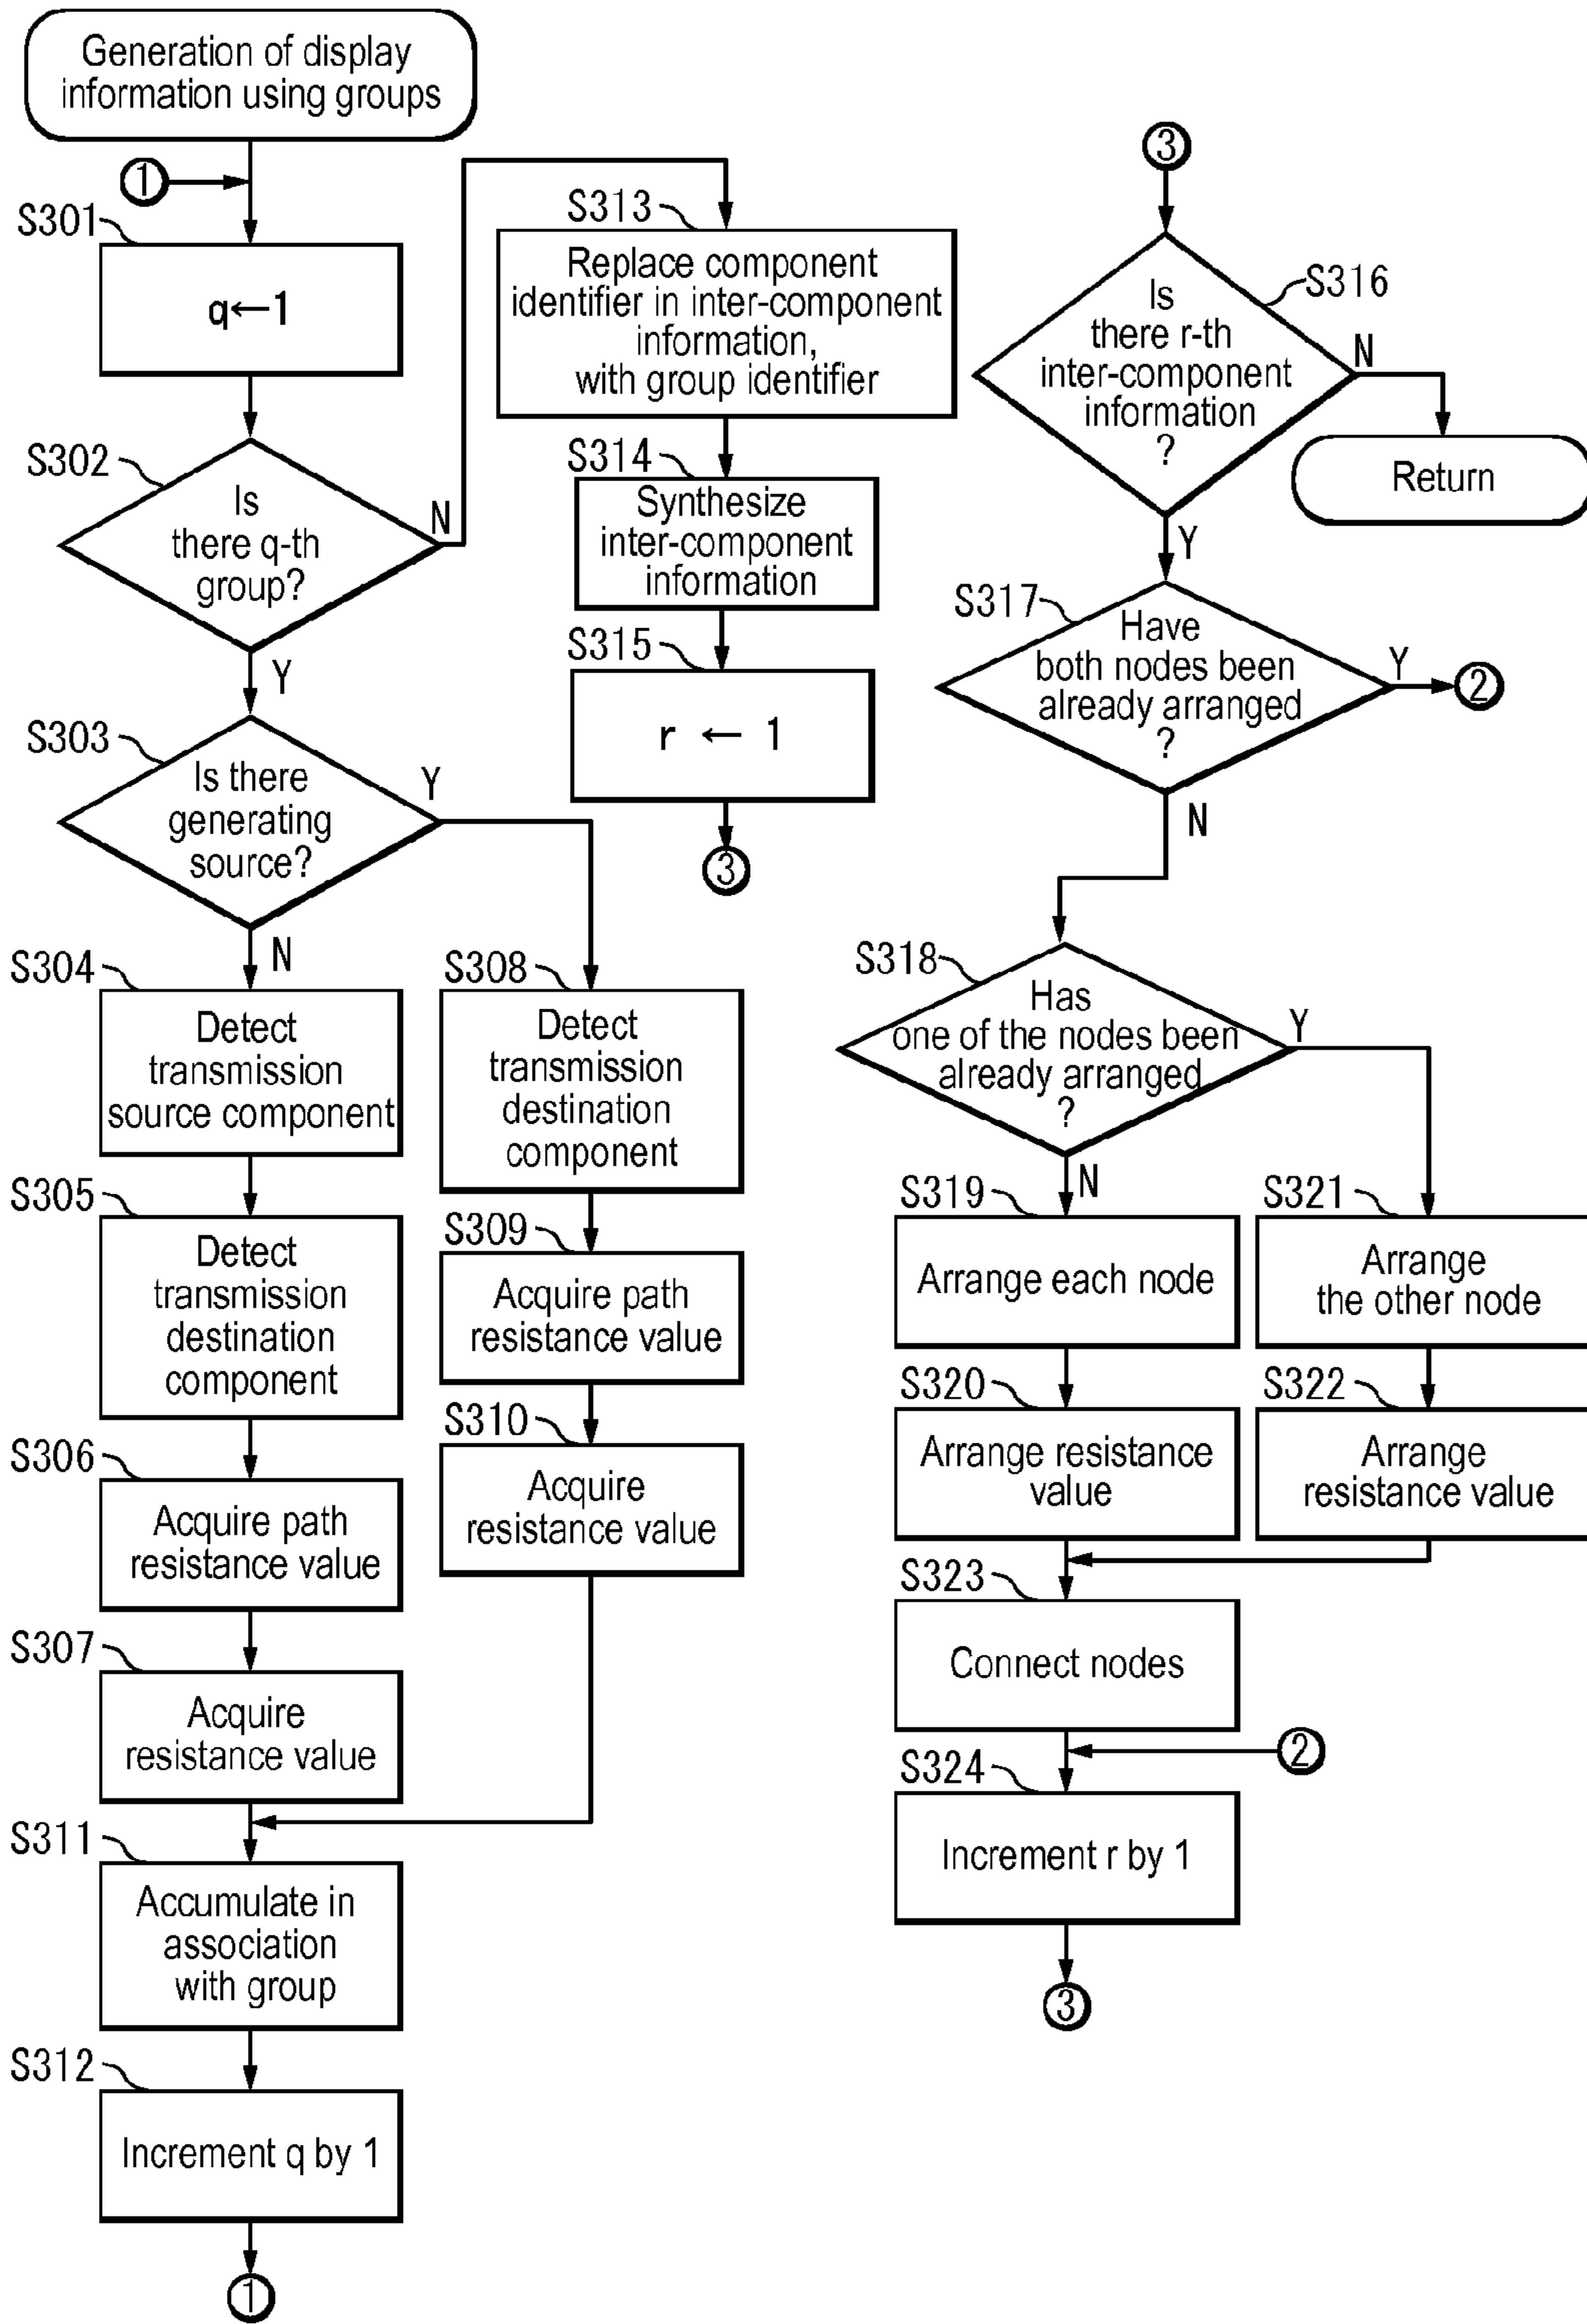 Generation of display
information using groups
①
S301
q←1
S302
Is
there q-th
group?
N
Y
S303
Is there
generating
source?
Y
N
S304
Detect
transmission
source component
S305
Detect
transmission
destination
component
S306
Acquire path
resistance value
S307
Acquire
resistance value
S308
Detect
transmission
destination
component
S309
Acquire path
resistance value
S310
Acquire
resistance value
S311
Accumulate in
association
with group
S312
Increment q by 1
①
S313
Replace component
identifier in inter-component
information,
with group identifier
S314
Synthesize
inter-component
information
S315
r ← 1
③
③
S316
Is
there r-th
inter-component
information
?
N
Return
Y
S317
Have
both nodes been
already arranged
?
Y
②
N
S318
Has
one of the nodes been
already arranged
?
Y
N
S319
Arrange each node
S320
Arrange resistance
value
S321
Arrange
the other node
S322
Arrange
resistance value
S323
Connect nodes
②
S324
Increment r by 1
③